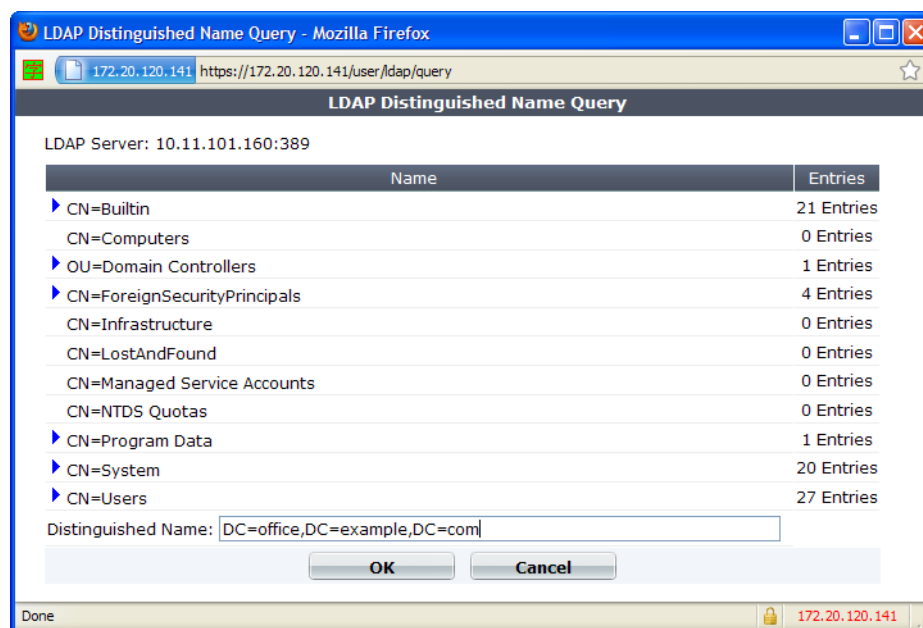 LDAP Distinguished Name Query - Mozilla Firefox
172.20.120.141 https://172.20.120.141/user/ldap/query
LDAP Distinguished Name Query
LDAP Server: 10.11.101.160:389
Name Entries
CN=Builtin 21 Entries
CN=Computers 0 Entries
OU=Domain Controllers 1 Entries
CN=ForeignSecurityPrincipals 4 Entries
CN=Infrastructure 0 Entries
CN=LostAndFound 0 Entries
CN=Managed Service Accounts 0 Entries
CN=NTDS Quotas 0 Entries
CN=Program Data 1 Entries
CN=System 20 Entries
CN=Users 27 Entries
Distinguished Name: DC=office,DC=example,DC=com
OK Cancel
Done 172.20.120.141